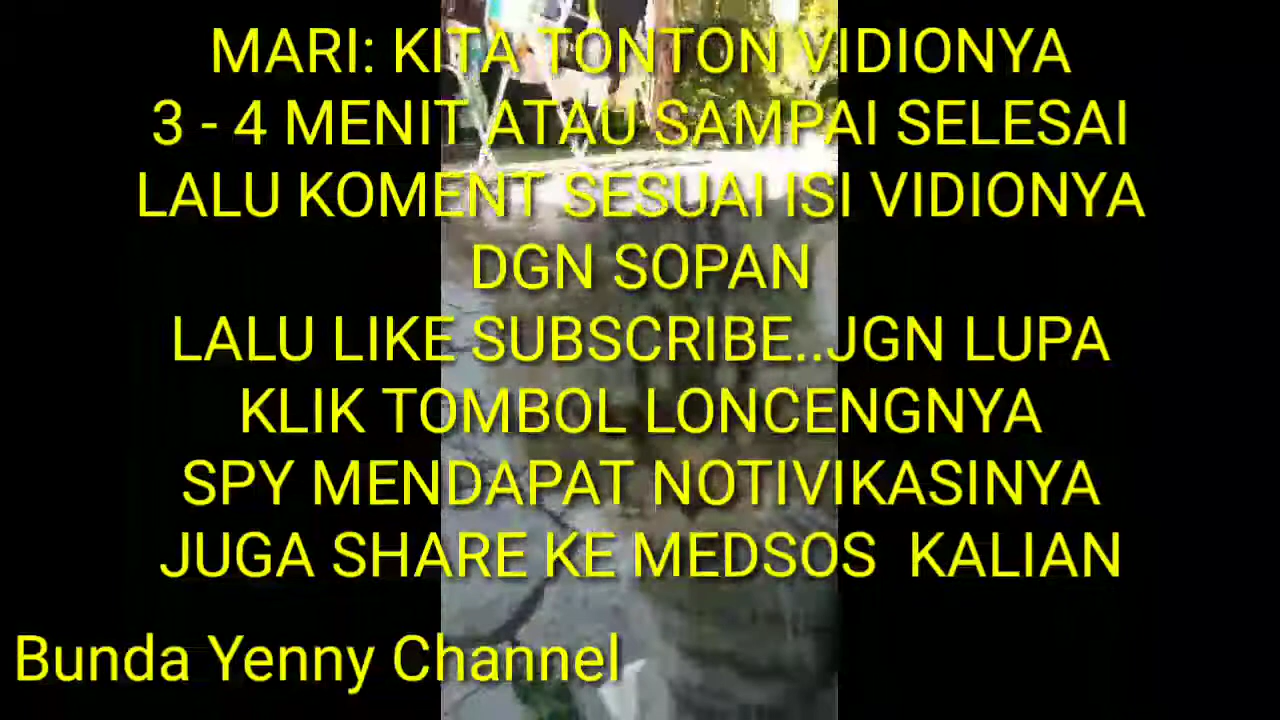 MARI: KITA TONTON VIDIONYA
3 - 4 MENIT ATAU SAMPAI SELESAI
LALU KOMENT SESUAI ISI VIDIONYA
DGN SOPAN
LALU LIKE SUBSCRIBE..JGN LUPA
KLIK TOMBOL LONCENGNYA
SPY MENDAPAT NOTIVIKASINYA
JUGA SHARE KE MEDSOS  KALIAN
Bunda Yenny Channel